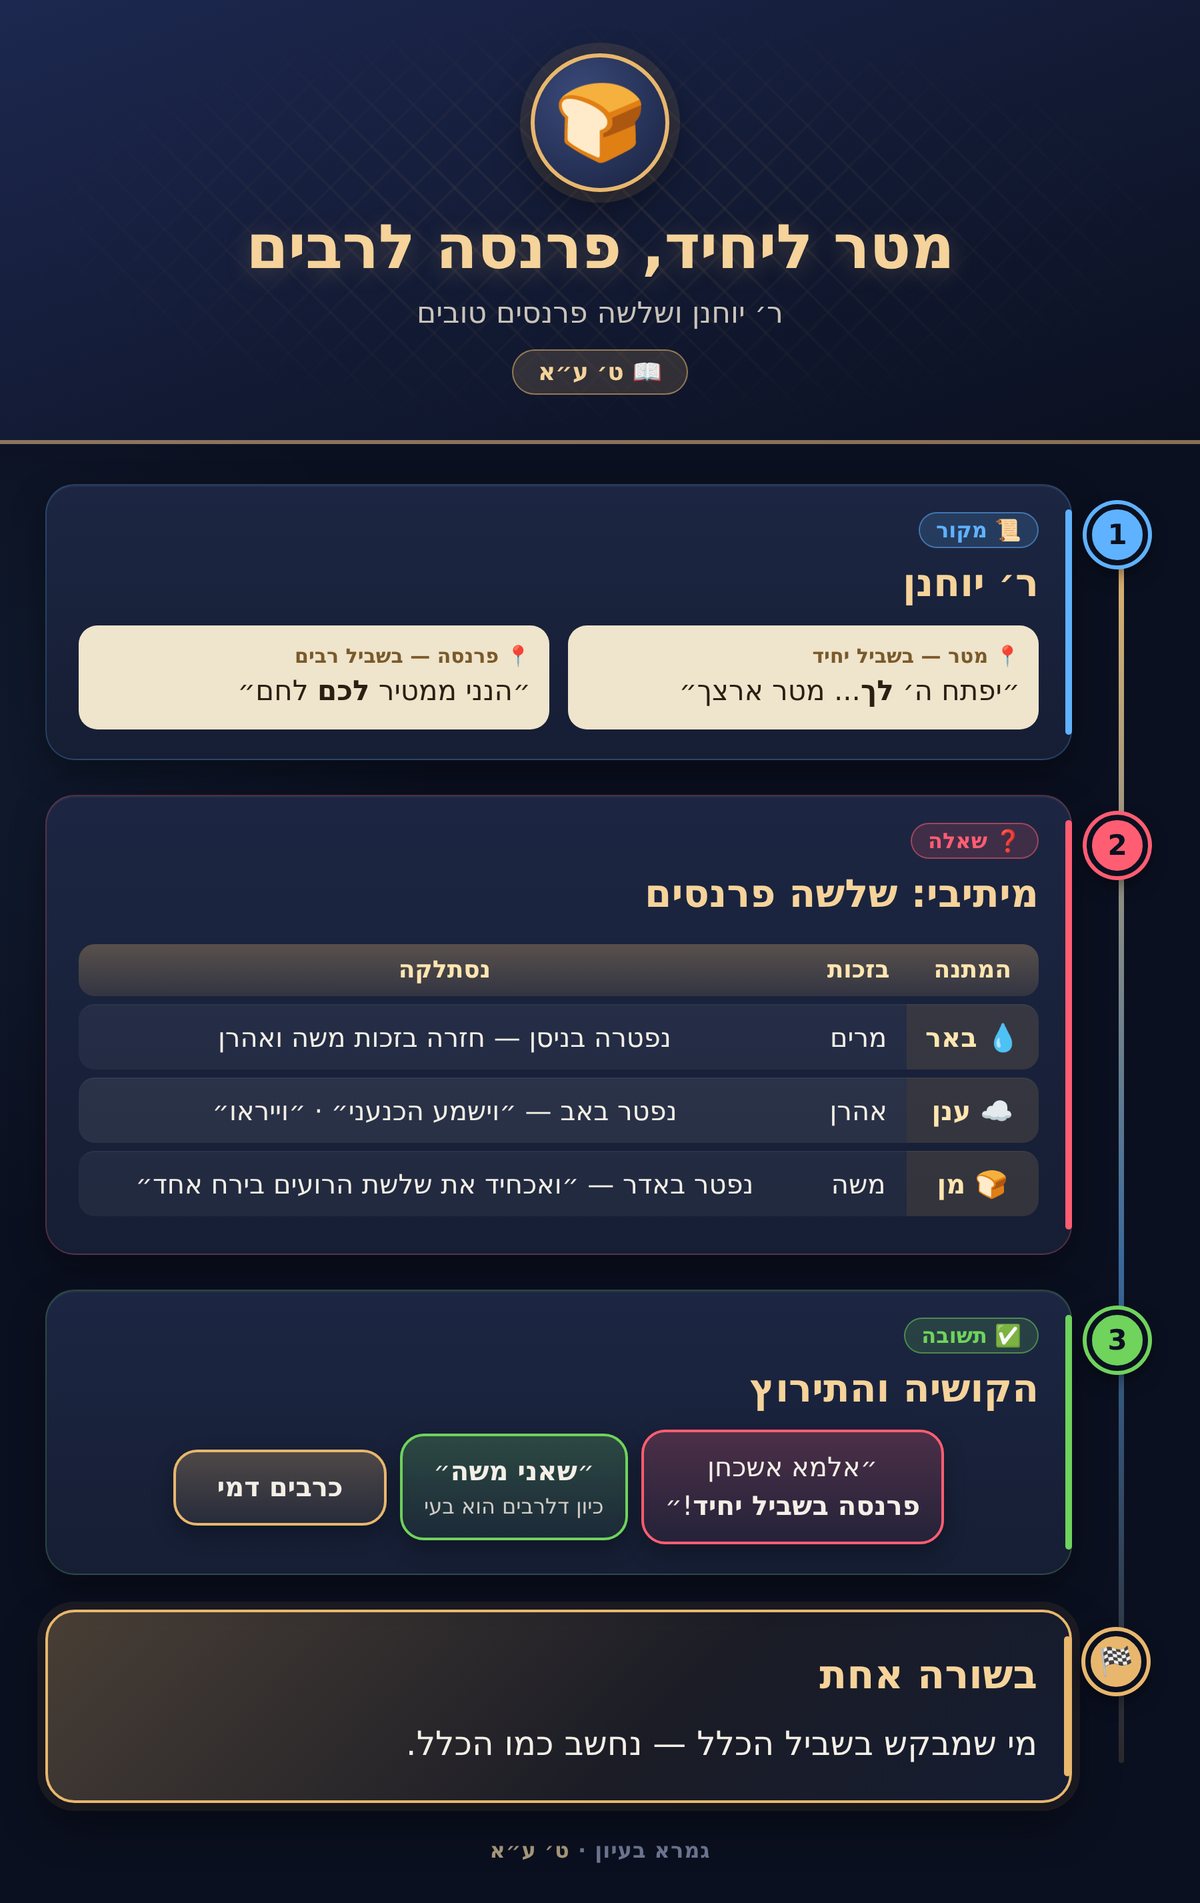 מטר ליחיד, פרנסה לרבים
ר׳ יוחנן ושלשה פרנסים טובים
📖 ט׳ ע״א
1
📜 מקור
ר׳ יוחנן
📍 מטר — בשביל יחיד
״יפתח ה׳ לך... מטר ארצך״
📍 פרנסה — בשביל רבים
״הנני ממטיר לכם לחם״
2
❓ שאלה
מיתיבי: שלשה פרנסים
המתנה בזכות נסתלקה
💧 באר מרים נפטרה בניסן — חזרה בזכות משה ואהרן
☁️ ענן אהרן נפטר באב — ״וישמע הכנעני״ · ״וייראו״
🍞 מן משה נפטר באדר — ״ואכחיד את שלשת הרועים בירח אחד״
3
✅ תשובה
הקושיה והתירוץ
״אלמא אשכחן
פרנסה בשביל יחיד!״
״שאני משה״
כיון דלרבים הוא בעי
כרבים דמי
בשורה אחת
מי שמבקש בשביל הכלל — נחשב כמו הכלל.
גמרא בעיון · ט׳ ע״א